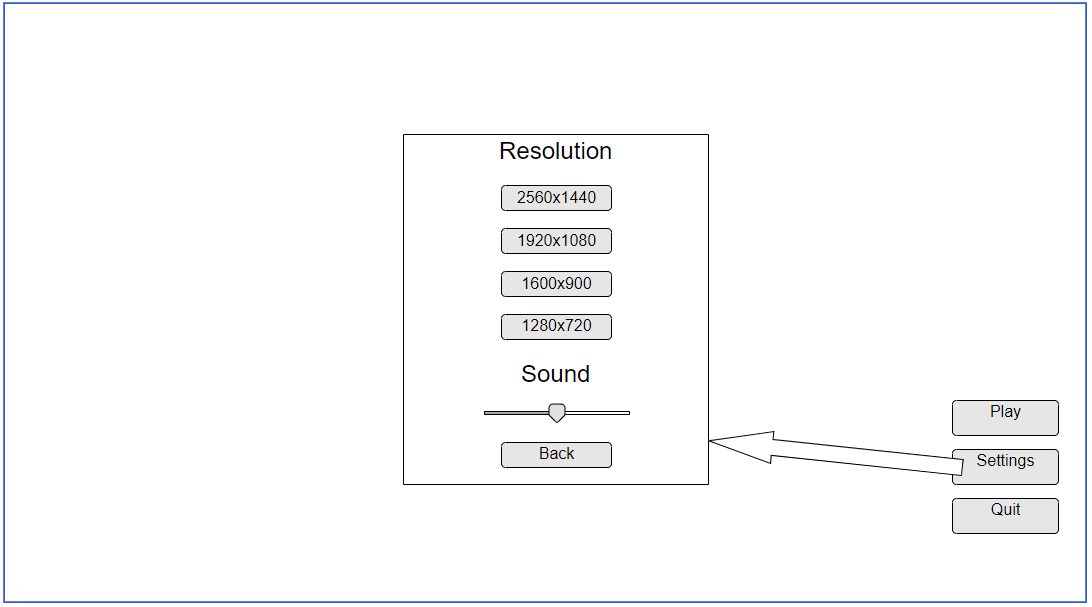 Resolution
2560x1440
1920x1080
1600x900
1280x720
Sound
Back
Play
Settings
Quit